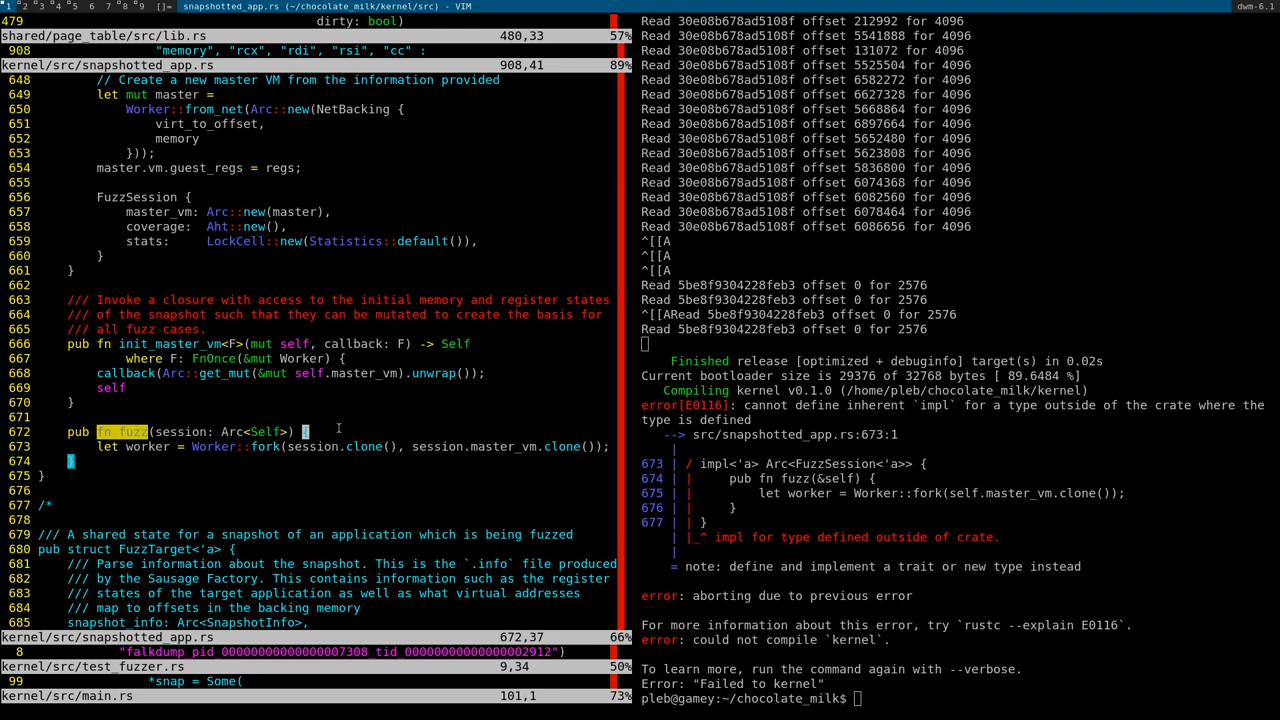 1 2 3 4 5 6 7 8 9 []= snapshotted_app.rs (~/chocolate_milk/kernel/src) - VIM dwm-6.1
479 dirty: bool)
shared/page_table/src/lib.rs 480,33 57%
908 "memory", "rcx", "rdi", "rsi", "cc" :
kernel/src/snapshotted_app.rs 908,41 89%
648 // Create a new master VM from the information provided
649 let mut master =
650 Worker::from_net(Arc::new(NetBacking {
651 virt_to_offset,
652 memory
653 }));
654 master.vm.guest_regs = regs;
655
656 FuzzSession {
657 master_vm: Arc::new(master),
658 coverage: Aht::new(),
659 stats: LockCell::new(Statistics::default()),
660 }
661 }
662
663 /// Invoke a closure with access to the initial memory and register states
664 /// of the snapshot such that they can be mutated to create the basis for
665 /// all fuzz cases.
666 pub fn init_master_vm<F>(mut self, callback: F) -> Self
667 where F: FnOnce(&mut Worker) {
668 callback(Arc::get_mut(&mut self.master_vm).unwrap());
669 self
670 }
671
672 pub fn fuzz(session: Arc<Self>) {
673 let worker = Worker::fork(session.clone(), session.master_vm.clone());
674 }
675 }
676
677 /*
678
679 /// A shared state for a snapshot of an application which is being fuzzed
680 pub struct FuzzTarget<'a> {
681 /// Parse information about the snapshot. This is the `.info` file produced
682 /// by the Sausage Factory. This contains information such as the register
683 /// states of the target application as well as what virtual addresses
684 /// map to offsets in the backing memory
685 snapshot_info: Arc<SnapshotInfo>,
kernel/src/snapshotted_app.rs 672,37 66%
8 "falkdump_pid_00000000000000007308_tid_00000000000000002912")
kernel/src/test_fuzzer.rs 9,34 50%
99 *snap = Some(
kernel/src/main.rs 101,1 73%
Read 30e08b678ad5108f offset 212992 for 4096
Read 30e08b678ad5108f offset 5541888 for 4096
Read 30e08b678ad5108f offset 131072 for 4096
Read 30e08b678ad5108f offset 5525504 for 4096
Read 30e08b678ad5108f offset 6582272 for 4096
Read 30e08b678ad5108f offset 6627328 for 4096
Read 30e08b678ad5108f offset 5668864 for 4096
Read 30e08b678ad5108f offset 6897664 for 4096
Read 30e08b678ad5108f offset 5652480 for 4096
Read 30e08b678ad5108f offset 5623808 for 4096
Read 30e08b678ad5108f offset 5836800 for 4096
Read 30e08b678ad5108f offset 6074368 for 4096
Read 30e08b678ad5108f offset 6082560 for 4096
Read 30e08b678ad5108f offset 6078464 for 4096
Read 30e08b678ad5108f offset 6086656 for 4096
^[[A
^[[A
^[[A
Read 5be8f9304228feb3 offset 0 for 2576
Read 5be8f9304228feb3 offset 0 for 2576
^[[ARead 5be8f9304228feb3 offset 0 for 2576
Read 5be8f9304228feb3 offset 0 for 2576
Finished release [optimized + debuginfo] target(s) in 0.02s
Current bootloader size is 29376 of 32768 bytes [ 89.6484 %]
Compiling kernel v0.1.0 (/home/pleb/chocolate_milk/kernel)
error[E0116]: cannot define inherent `impl` for a type outside of the crate where the
type is defined
--> src/snapshotted_app.rs:673:1
|
673 | / impl<'a> Arc<FuzzSession<'a>> {
674 | | pub fn fuzz(&self) {
675 | | let worker = Worker::fork(self.master_vm.clone());
676 | | }
677 | | }
| |_^ impl for type defined outside of crate.
|
= note: define and implement a trait or new type instead
error: aborting due to previous error
For more information about this error, try `rustc --explain E0116`.
error: could not compile `kernel`.
To learn more, run the command again with --verbose.
Error: "Failed to kernel"
pleb@gamey:~/chocolate_milk$